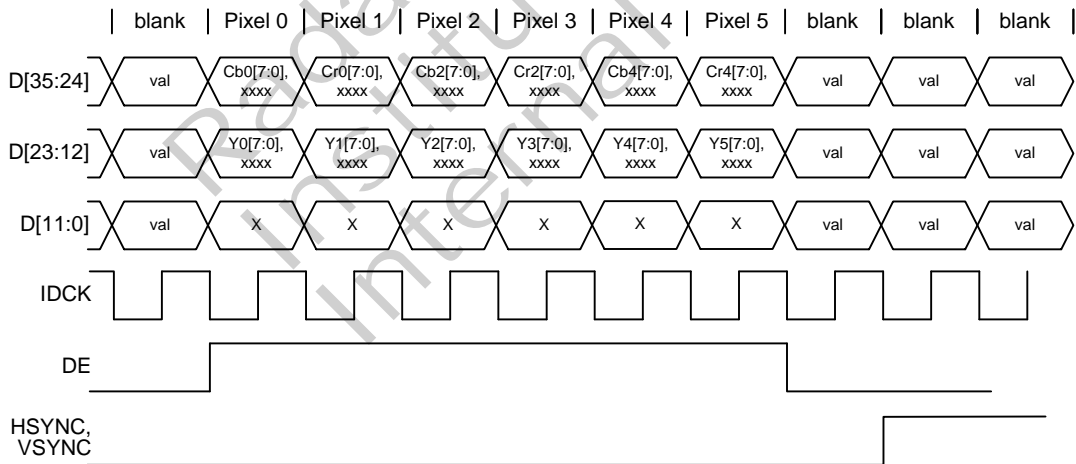 blank Pixel 0 Pixel 1 Pixel 2 Pixel 3 Pixel 4 Pixel 5 blank blank blank
D[35:24] val Cb0[7:0], Cr0[7:0], Cb2[7:0], Cr2[7:0], Cb4[7:0], Cr4[7:0], val val val
xxxx xxxx xxxx xxxx xxxx xxxx
D[23:12] val Y0[7:0], Y1[7:0], Y2[7:0], Y3[7:0], Y4[7:0], Y5[7:0], val val val
xxxx xxxx xxxx xxxx xxxx xxxx
D[11:0] val X X X X X X val val val
IDCK
DE
HSYNC,
VSYNC
Internal